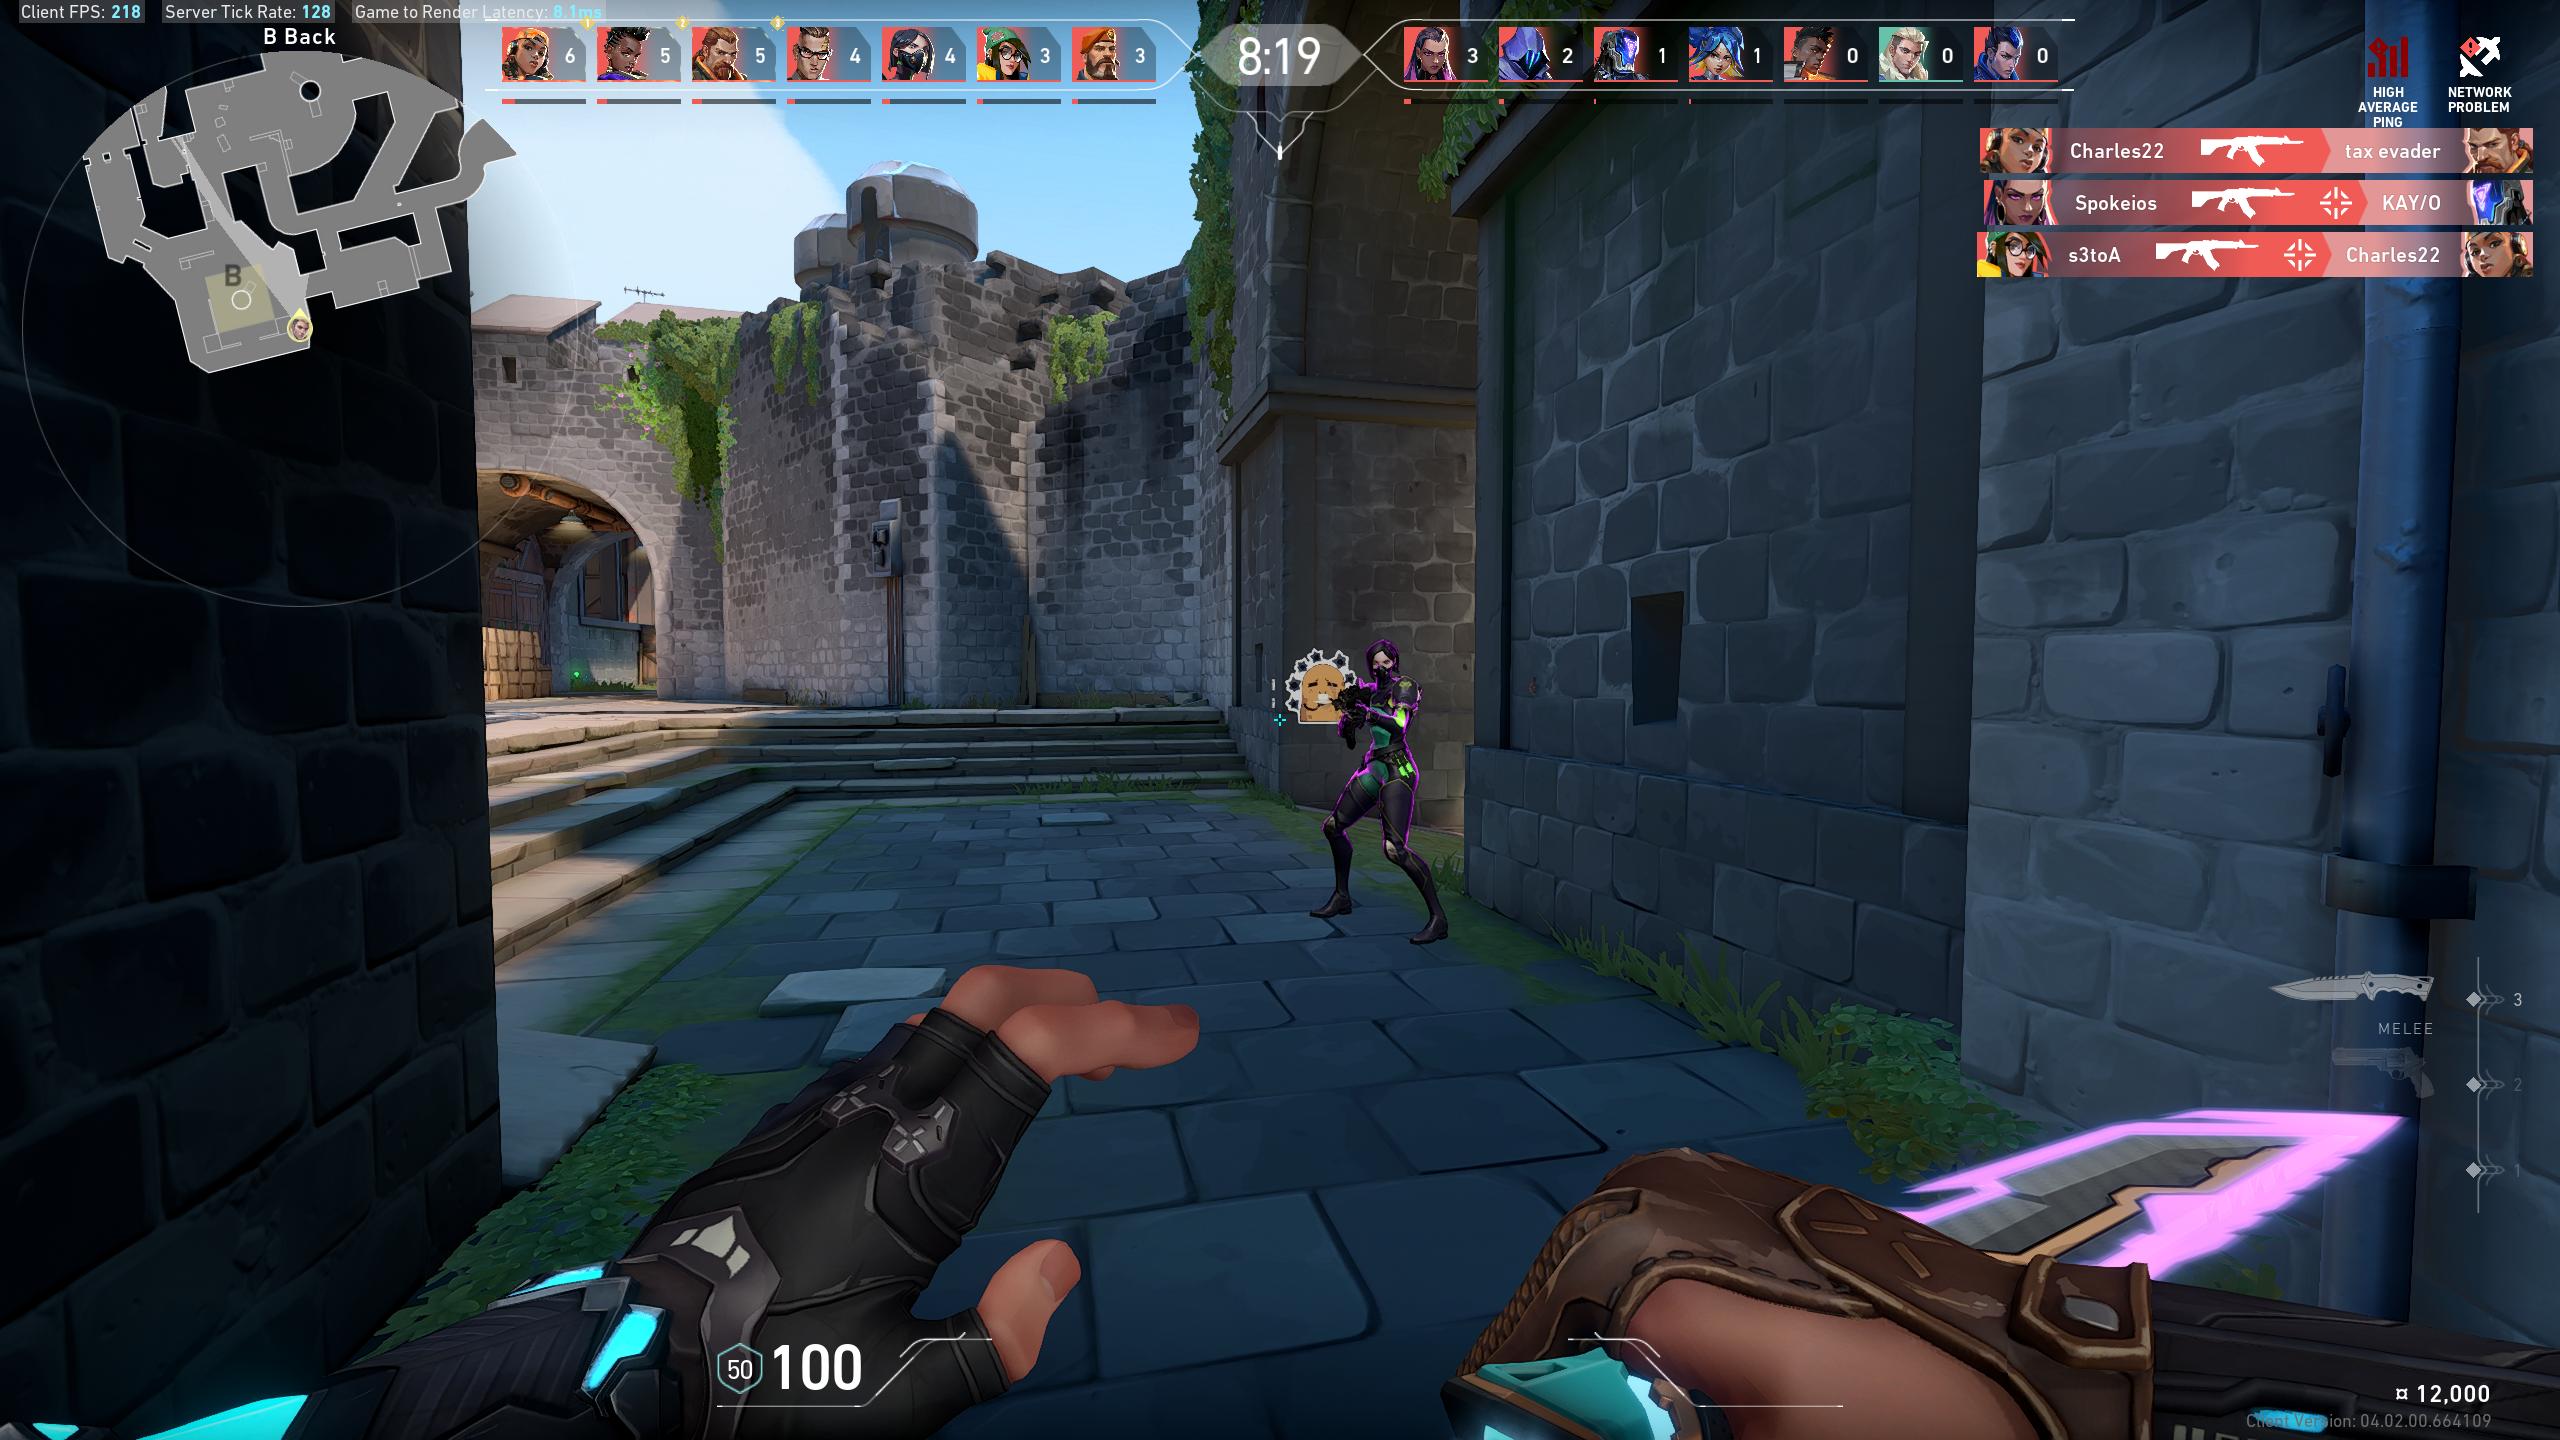 Client FPS: 218 Server Tick Rate: 128 Game to Render Latency: 8.1ms
B Back
6 5 5 4 4 3 3 8:19 3 2 1 1 0 0 0
HIGH AVERAGE PING
NETWORK PROBLEM
Charles22 tax evader
Spokeios KAY/O
s3toA Charles22
B
3
MELEE
2
1
50 100
¤ 12,000
Client Version: 04.02.00.664109